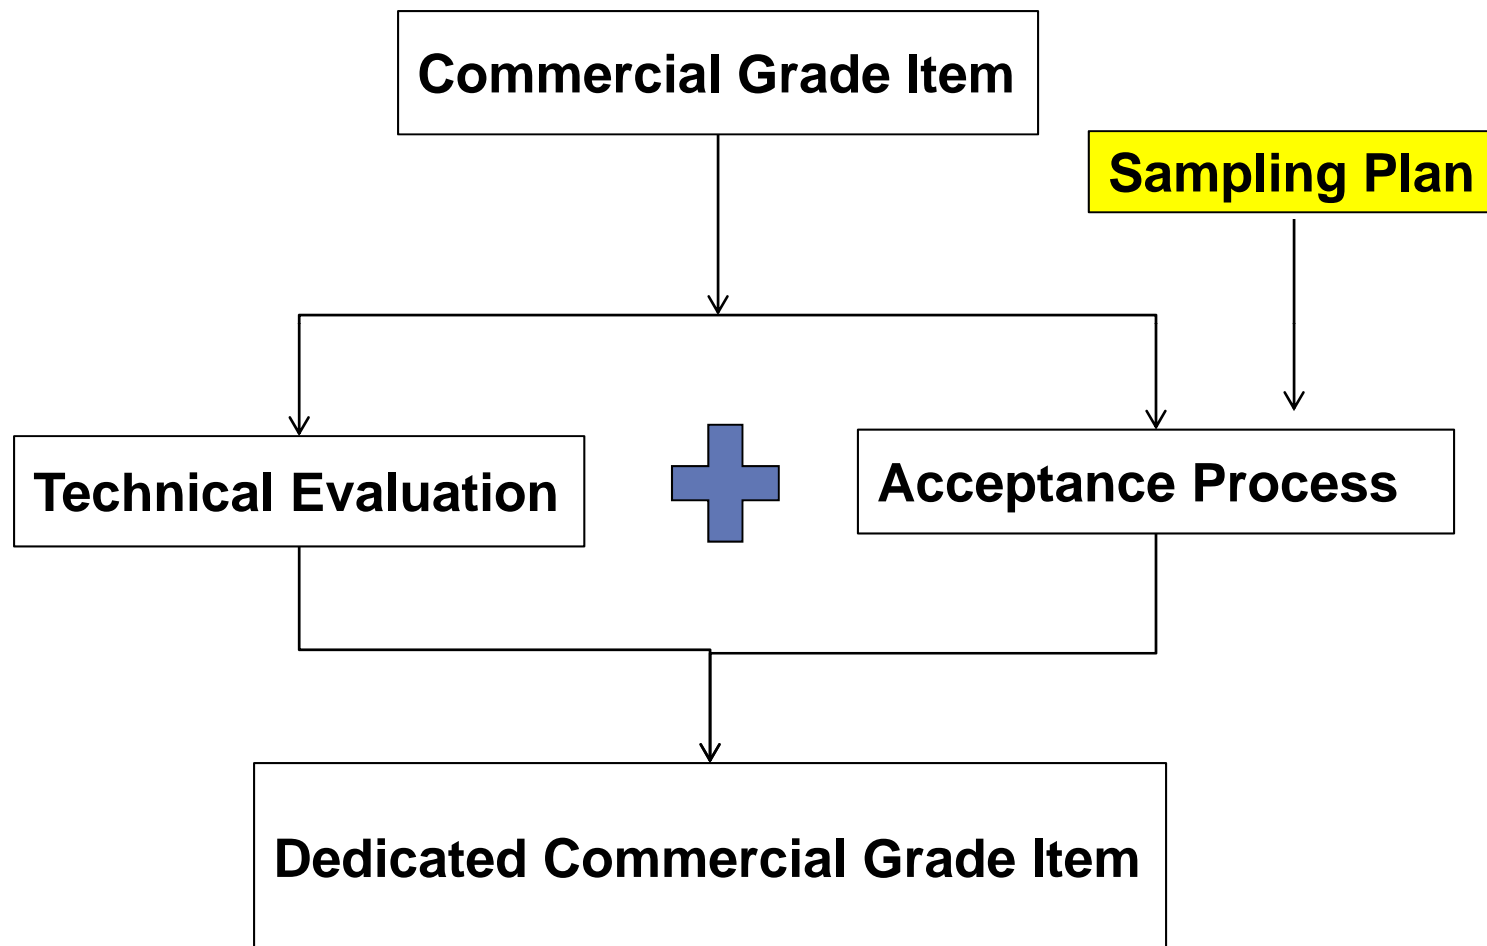 Commercial Grade Item
Sampling Plan
Technical Evaluation
Acceptance Process
Dedicated Commercial Grade Item